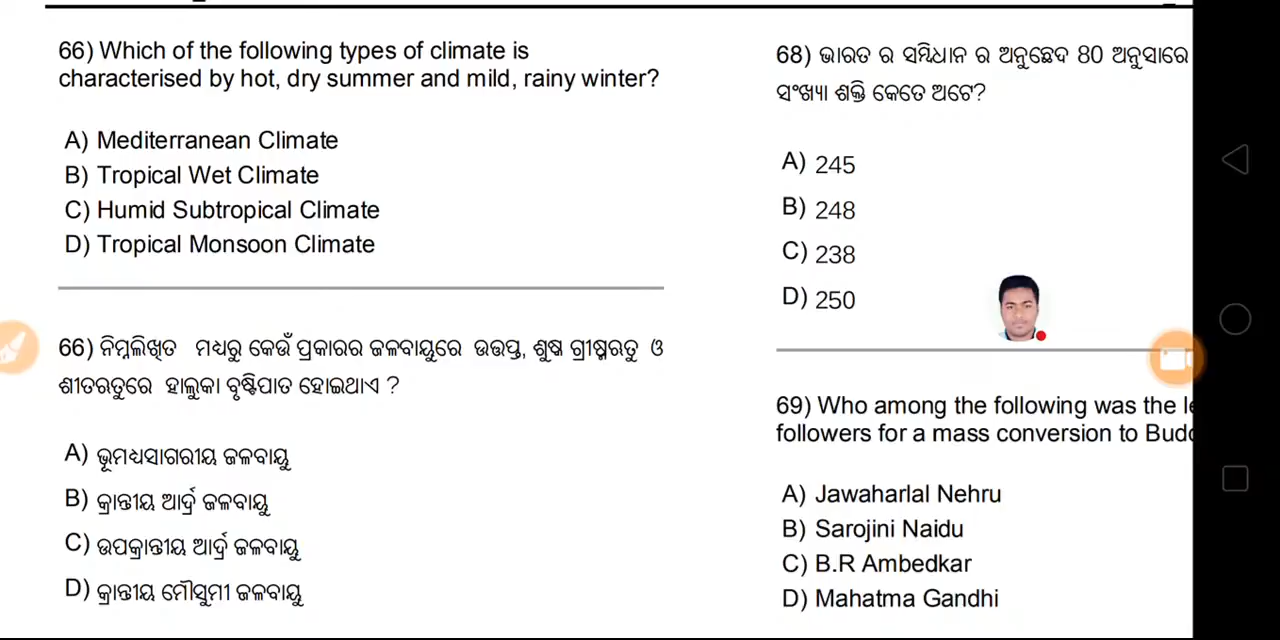 66) Which of the following types of climate is
characterised by hot, dry summer and mild, rainy winter?
A) Mediterranean Climate
B) Tropical Wet Climate
C) Humid Subtropical Climate
D) Tropical Monsoon Climate
66) ନିମ୍ନଲିଖିତ ମଧ୍ୟରୁ କେଉଁ ପ୍ରକାରର ଜଳବାୟୁରେ ଉତ୍ତପ୍ତ, ଶୁଷ୍କ ଗ୍ରୀଷ୍ମଋତୁ ଓ
ଶୀତଋତୁରେ ହାଲୁକା ବୃଷ୍ଟିପାତ ହୋଇଥାଏ ?
A) ଭୂମଧ୍ୟସାଗରୀୟ ଜଳବାୟୁ
B) କ୍ରାନ୍ତୀୟ ଆର୍ଦ୍ର ଜଳବାୟୁ
C) ଉପକ୍ରାନ୍ତୀୟ ଆର୍ଦ୍ର ଜଳବାୟୁ
D) କ୍ରାନ୍ତୀୟ ମୌସୁମୀ ଜଳବାୟୁ
68) ଭାରତ ର ସମ୍ବିଧାନ ର ଅନୁଛେଦ 80 ଅନୁସାରେ
ସଂଖ୍ୟା ଶକ୍ତି କେତେ ଅଟେ?
A) 245
B) 248
C) 238
D) 250
69) Who among the following was the
followers for a mass conversion to
A) Jawaharlal Nehru
B) Sarojini Naidu
C) B.R Ambedkar
D) Mahatma Gandhi